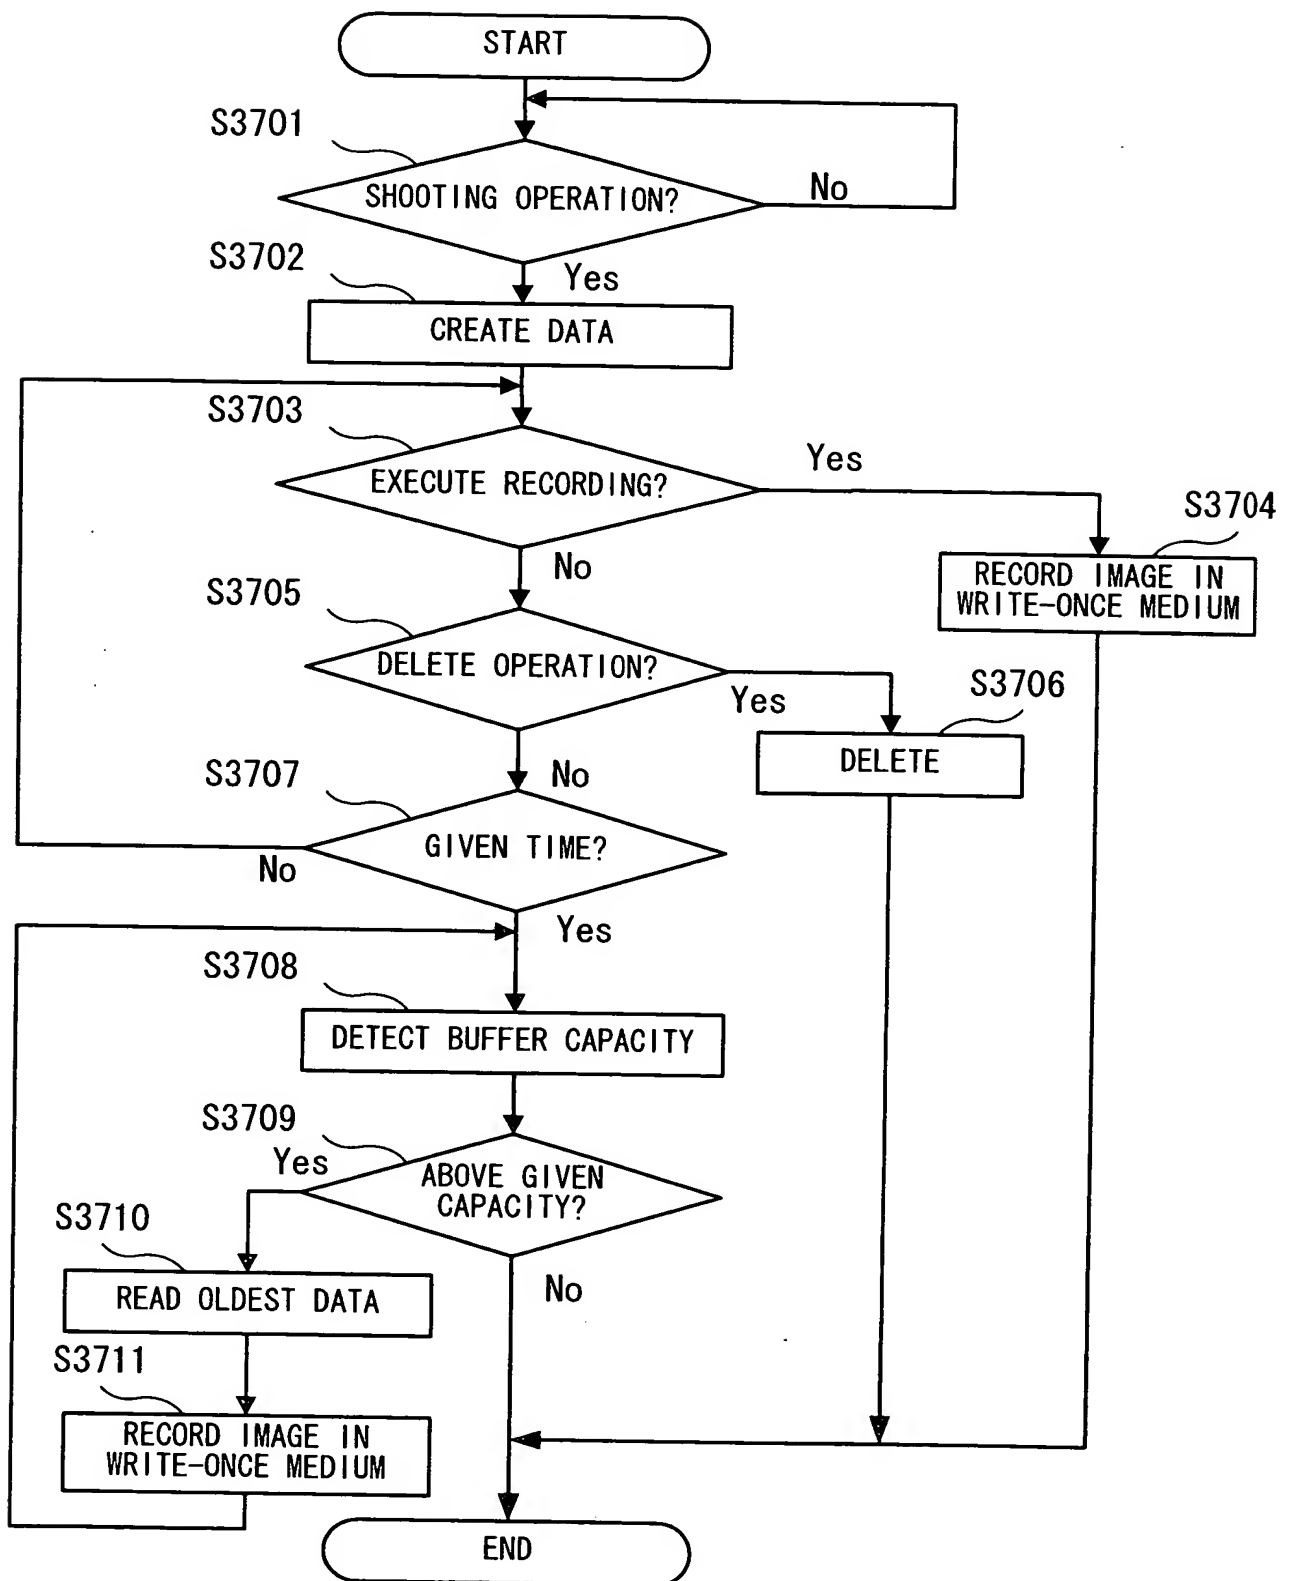 START
S3701
SHOOTING OPERATION?
No
S3702
Yes
CREATE DATA
S3703
Yes
EXECUTE RECORDING?
S3704
No
RECORD IMAGE IN
WRITE-ONCE MEDIUM
S3705
DELETE OPERATION?
Yes
S3706
DELETE
S3707
No
GIVEN TIME?
No
Yes
S3708
DETECT BUFFER CAPACITY
S3709
Yes
ABOVE GIVEN
CAPACITY?
S3710
No
READ OLDEST DATA
S3711
RECORD IMAGE IN
WRITE-ONCE MEDIUM
END